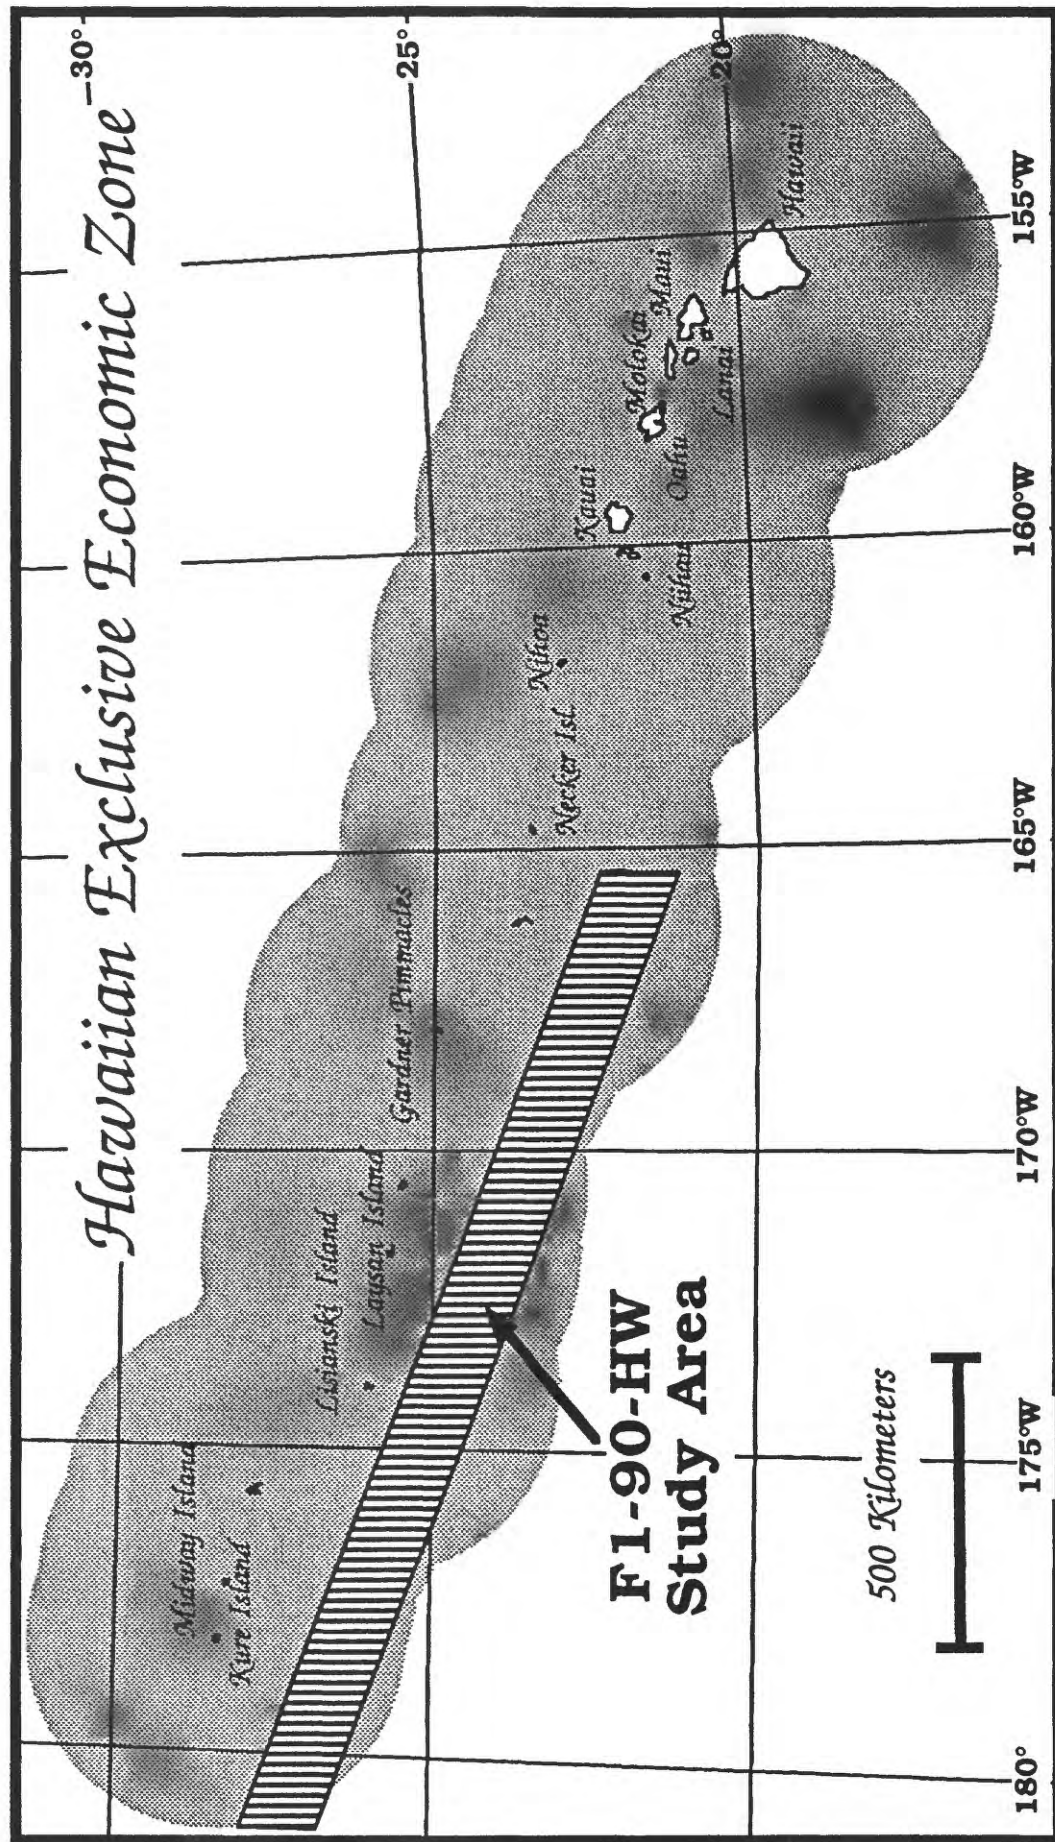 Hawaiian Exclusive Economic Zone
30°
25°
20°
Midway Island
Kure Island
Lisianski Island
Laysan Island
Gardner Pinnacles
Necker Isl.
Nihoa
Kauai
Niihau
Oahu
Molokai
Maui
Lanai
Hawaii
F1-90-HW
Study Area
500 Kilometers
180°
175°W
170°W
165°W
160°W
155°W